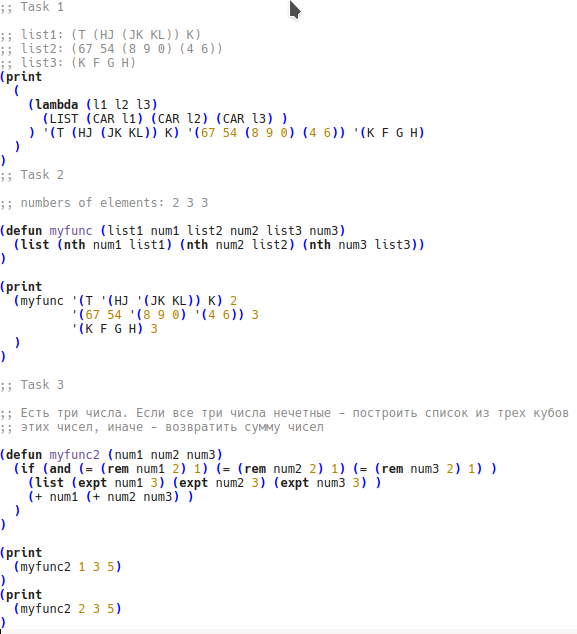 ;; Task 1
;; list1: (T (HJ (JK KL)) K)
;; list2: (67 54 (8 9 0) (4 6))
;; list3: (K F G H)
(print
(
(lambda (l1 l2 l3)
(LIST (CAR l1) (CAR l2) (CAR l3) )
) '(T (HJ (JK KL)) K) '(67 54 (8 9 0) (4 6)) '(K F G H)
)
)
;; Task 2
;; numbers of elements: 2 3 3
(defun myfunc (list1 num1 list2 num2 list3 num3)
(list (nth num1 list1) (nth num2 list2) (nth num3 list3))
)
(print
(myfunc '(T '(HJ '(JK KL)) K) 2
'(67 54 '(8 9 0) '(4 6)) 3
'(K F G H) 3
)
)
;; Task 3
;; Есть три числа. Если все три числа нечетные – построить список из трех кубов
;; этих чисел, иначе – возвратить сумму чисел
(defun myfunc2 (num1 num2 num3)
(if (and (= (rem num1 2) 1) (= (rem num2 2) 1) (= (rem num3 2) 1) )
(list (expt num1 3) (expt num2 3) (expt num3 3) )
(+ num1 (+ num2 num3) )
)
)
(print
(myfunc2 1 3 5)
)
(print
(myfunc2 2 3 5)
)